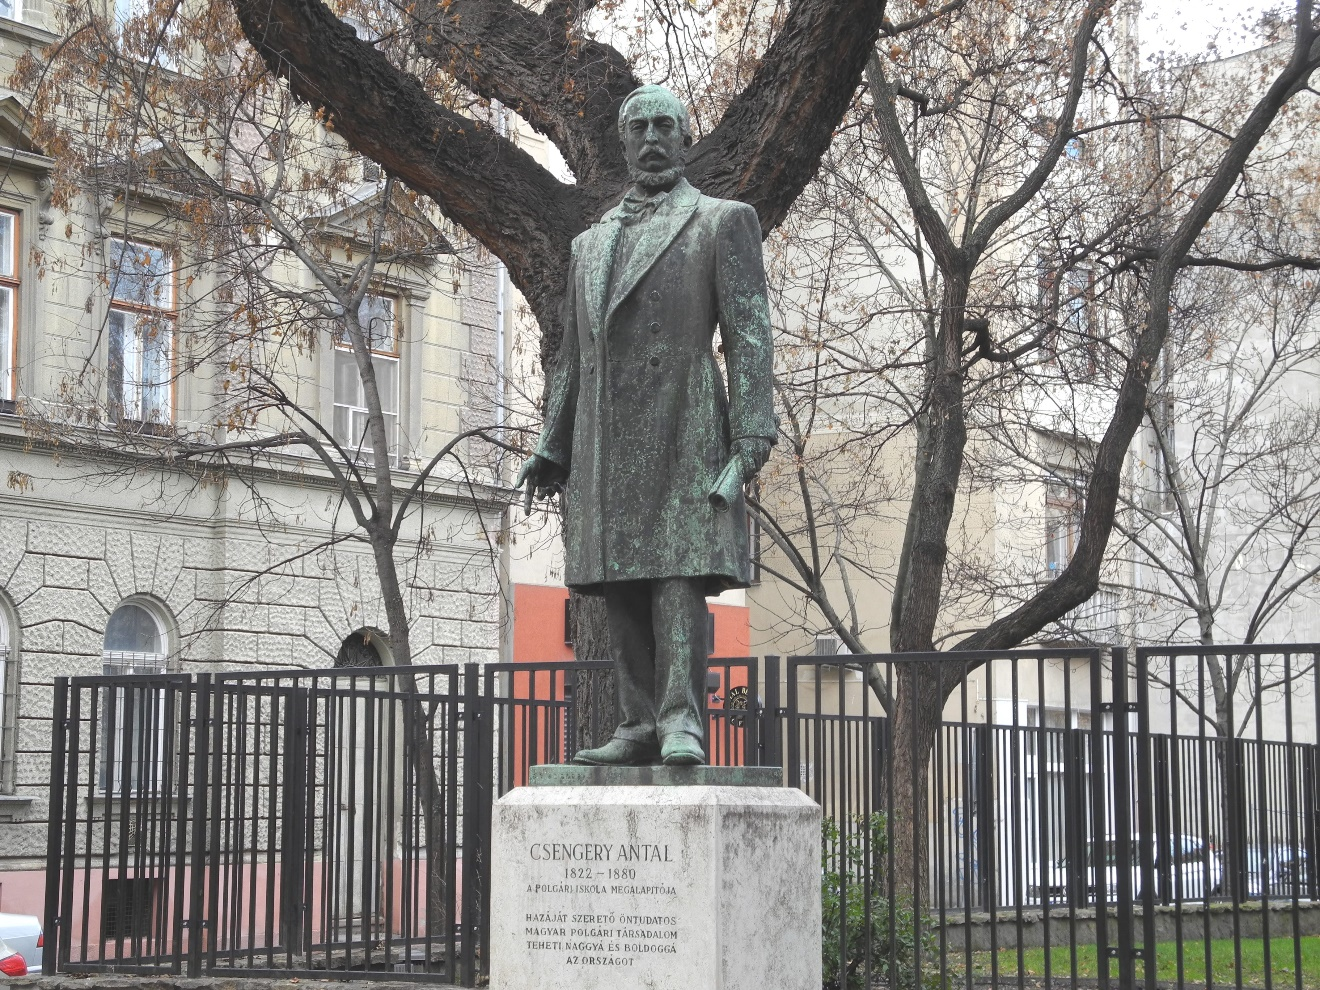 CSENGERY ANTAL
1822–1880
A POLGÁRI ISKOLA MEGALAPÍTÓJA
HAZÁJÁT SZERETŐ ÖNTUDATOS
MAGYAR POLGÁRI TÁRSADALOM
TEHETI NAGGYÁ ÉS BOLDOGGÁ
AZ ORSZÁGOT